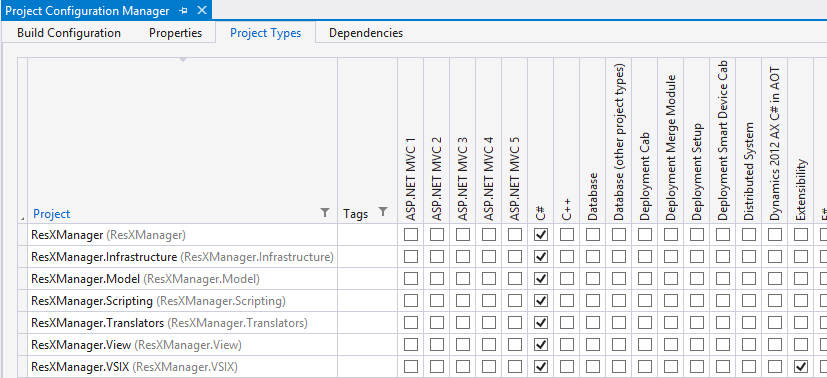 Project Configuration Manager
Build Configuration Properties Project Types Dependencies
Project Tags ASP.NET MVC 1 ASP.NET MVC 2 ASP.NET MVC 3 ASP.NET MVC 4 ASP.NET MVC 5 C# C++ Database Database (other project types) Deployment Cab Deployment Merge Module Deployment Setup Deployment Smart Device Cab Distributed System Dynamics 2012 AX C# in AOT Extensibility
ResXManager (ResXManager)
ResXManager.Infrastructure (ResXManager.Infrastructure)
ResXManager.Model (ResXManager.Model)
ResXManager.Scripting (ResXManager.Scripting)
ResXManager.Translators (ResXManager.Translators)
ResXManager.View (ResXManager.View)
ResXManager.VSIX (ResXManager.VSIX)